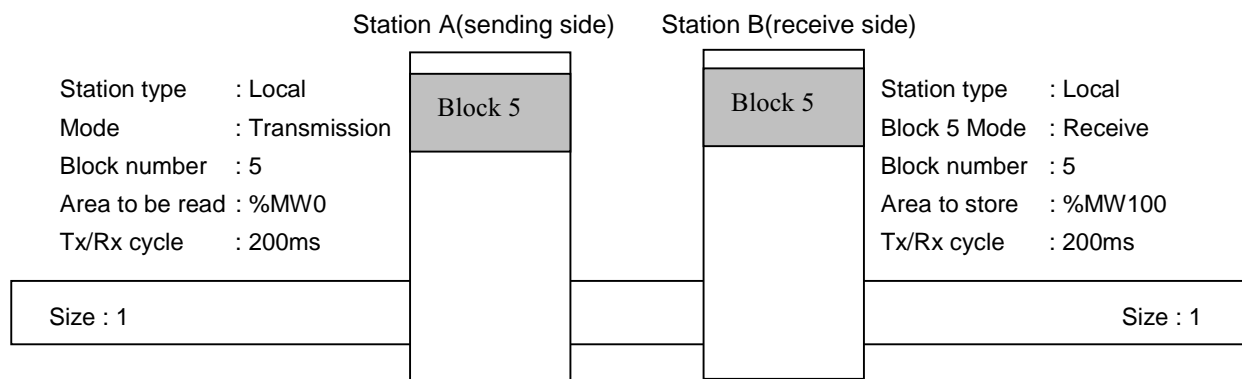 Station A(sending side) Station B(receive side)
Station type : Local
Mode : Transmission
Block number : 5
Area to be read : %MW0
Tx/Rx cycle : 200ms
Block 5
Block 5
Station type : Local
Block 5 Mode : Receive
Block number : 5
Area to store : %MW100
Tx/Rx cycle : 200ms
Size : 1
Size : 1